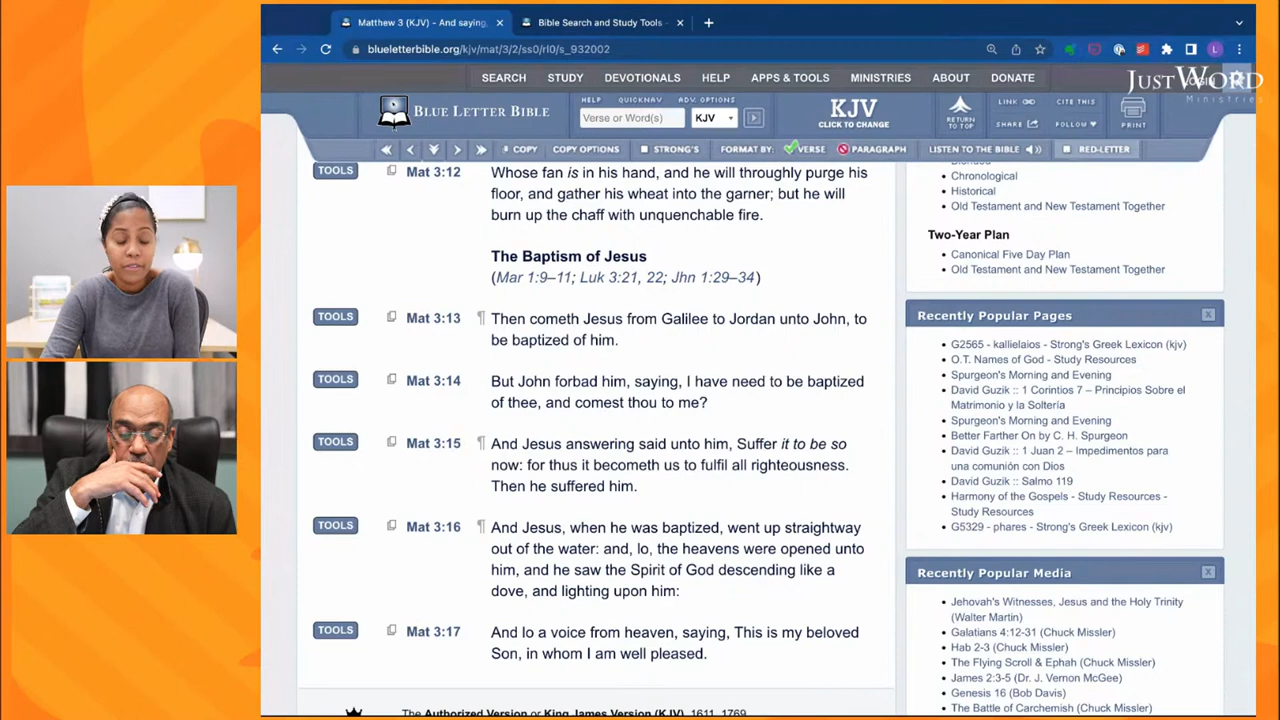 Matthew 3 (KJV) - And saying,
Bible Search and Study Tools -
blueletterbible.org/kjv/mat/3/2/ss0/rl0/s_932002
SEARCH STUDY DEVOTIONALS HELP APPS & TOOLS MINISTRIES ABOUT DONATE
JUSTWORD
Ministries
BLUE LETTER BIBLE
HELP QUICKNAV ADV. OPTIONS
Verse or Word(s) KJV
KJV
CLICK TO CHANGE
RETURN
TO TOP
LINK CITE THIS
SHARE FOLLOW
PRINT
COPY COPY OPTIONS STRONG'S FORMAT BY: VERSE PARAGRAPH LISTEN TO THE BIBLE RED-LETTER
TOOLS Mat 3:12 Whose fan is in his hand, and he will throughly purge his
floor, and gather his wheat into the garner; but he will
burn up the chaff with unquenchable fire.
The Baptism of Jesus
(Mar 1:9–11; Luk 3:21, 22; Jhn 1:29–34)
TOOLS Mat 3:13 ¶ Then cometh Jesus from Galilee to Jordan unto John, to
be baptized of him.
TOOLS Mat 3:14 But John forbad him, saying, I have need to be baptized
of thee, and comest thou to me?
TOOLS Mat 3:15 ¶ And Jesus answering said unto him, Suffer it to be so
now: for thus it becometh us to fulfil all righteousness.
Then he suffered him.
TOOLS Mat 3:16 ¶ And Jesus, when he was baptized, went up straightway
out of the water: and, lo, the heavens were opened unto
him, and he saw the Spirit of God descending like a
dove, and lighting upon him:
TOOLS Mat 3:17 And lo a voice from heaven, saying, This is my beloved
Son, in whom I am well pleased.
The Authorized Version or King James Version (KJV), 1611, 1769.
Blended
Chronological
Historical
Old Testament and New Testament Together
Two-Year Plan
Canonical Five Day Plan
Old Testament and New Testament Together
Recently Popular Pages
G2565 - kallielaios - Strong's Greek Lexicon (kjv)
O.T. Names of God - Study Resources
Spurgeon's Morning and Evening
David Guzik :: 1 Corintios 7 – Principios Sobre el
Matrimonio y la Soltería
Spurgeon's Morning and Evening
Better Farther On by C. H. Spurgeon
David Guzik :: 1 Juan 2 – Impedimentos para
una comunión con Dios
David Guzik :: Salmo 119
Harmony of the Gospels - Study Resources -
Study Resources
G5329 - phares - Strong's Greek Lexicon (kjv)
Recently Popular Media
Jehovah's Witnesses, Jesus and the Holy Trinity
(Walter Martin)
Galatians 4:12-31 (Chuck Missler)
Hab 2-3 (Chuck Missler)
The Flying Scroll & Ephah (Chuck Missler)
James 2:3-5 (Dr. J. Vernon McGee)
Genesis 16 (Bob Davis)
The Battle of Carchemish (Chuck Missler)